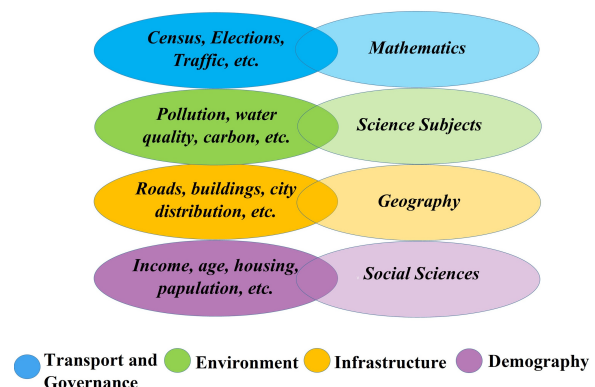 Census, Elections,
Traffic, etc.
Mathematics
Pollution, water
quality, carbon, etc.
Science Subjects
Roads, buildings, city
distribution, etc.
Geography
Income, age, housing,
papulation, etc.
Social Sciences
Transport and
Governance
Environment
Infrastructure
Demography